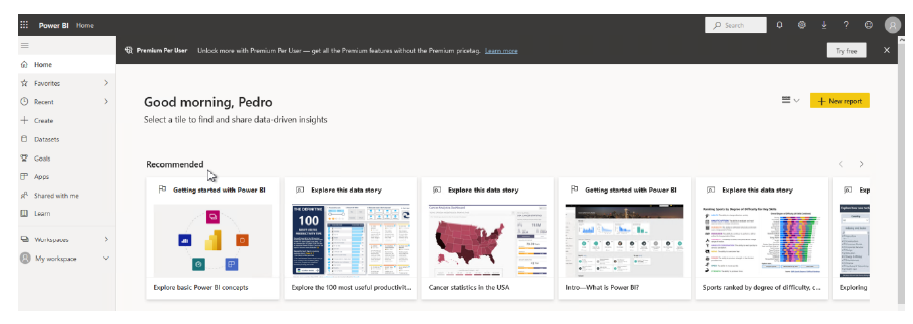 Power BI Home
Search
Premium Per User Unlock more with Premium Per User — get all the Premium features without the Premium pricetag. Learn more
Try free
Home
Favorites
Recent
Create
Datasets
Goals
Apps
Shared with me
Learn
Workspaces
My workspace
Good morning, Pedro
New report
Select a tile to find and share data-driven insights
Recommended
Getting started with Power BI
Explore basic Power BI concepts
Explore this data story
THE DEFINITIVE
100
Explore the 100 most useful productivit...
Explore this data story
Cancer statistics in the USA
Getting started with Power BI
Intro—What is Power BI?
Explore this data story
Sports ranked by degree of difficulty, c...
Exp
Exploring